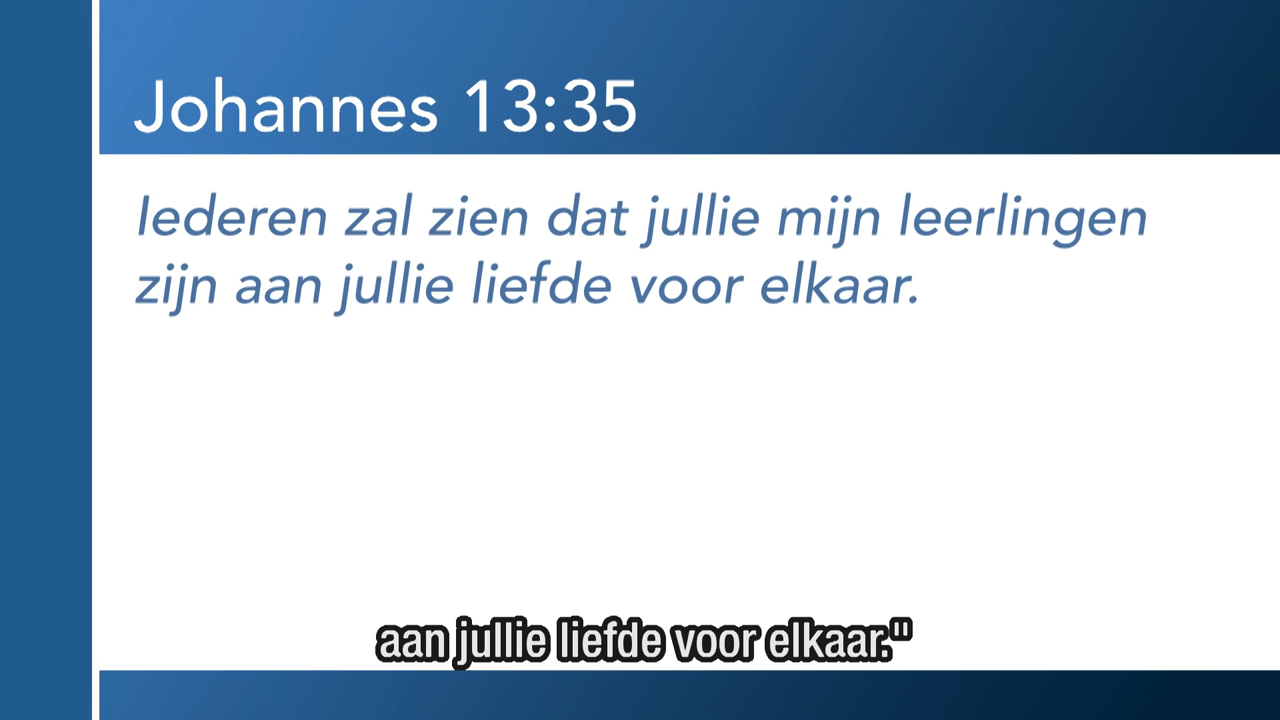 Johannes 13:35
Iederen zal zien dat jullie mijn leerlingen
zijn aan jullie liefde voor elkaar.
aan jullie liefde voor elkaar."